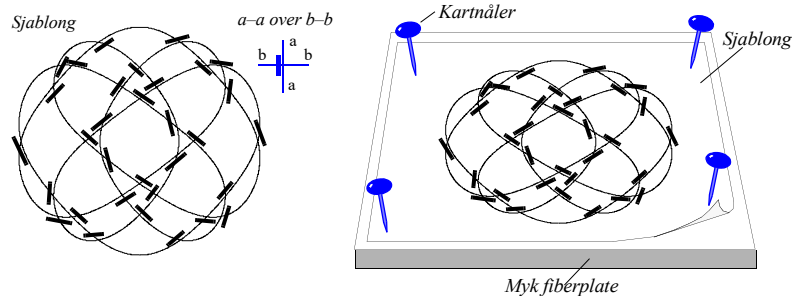 Sjablong
a–a over b–b
a
b b
a
Kartnåler
Sjablong
Myk fiberplate